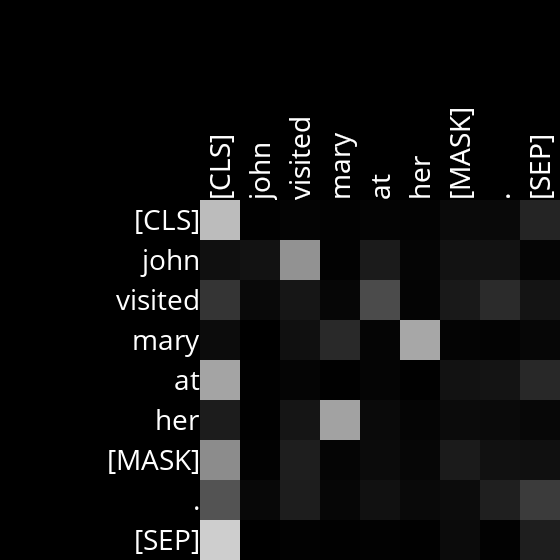 [CLS]
john
visited
mary
at
her
[MASK]
.
[SEP]
[CLS]
john
visited
mary
at
her
[MASK]
.
[SEP]